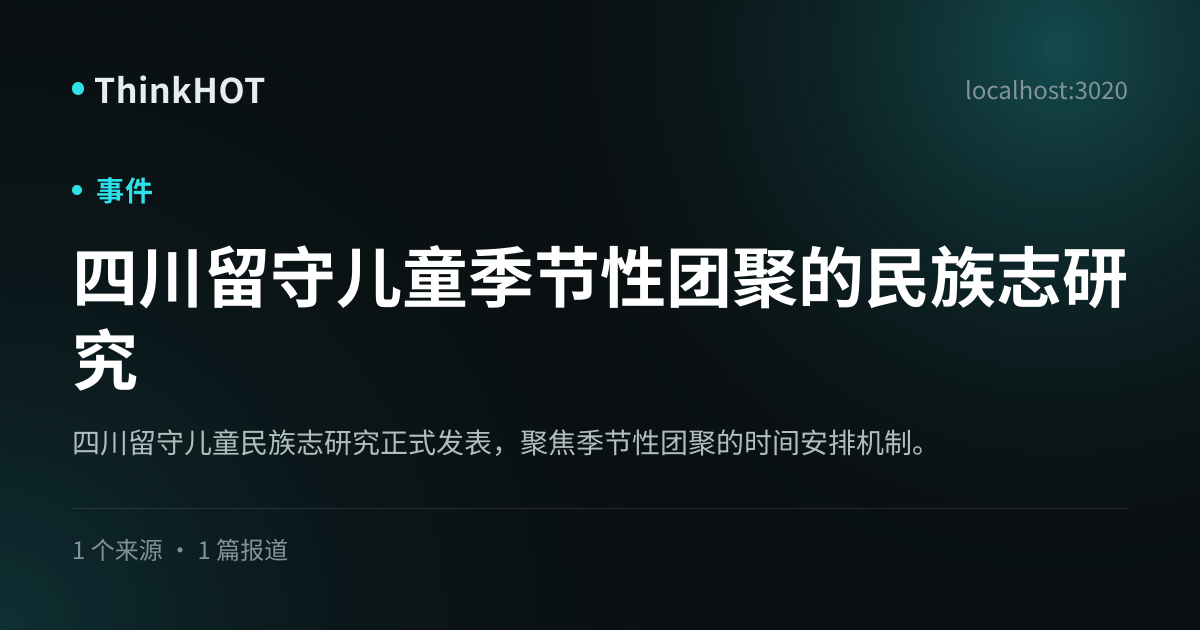 ThinkHOT
localhost:3020
事件
四川留守儿童季节性团聚的民族志研
究
四川留守儿童民族志研究正式发表，聚焦季节性团聚的时间安排机制。
1 个来源 · 1 篇报道